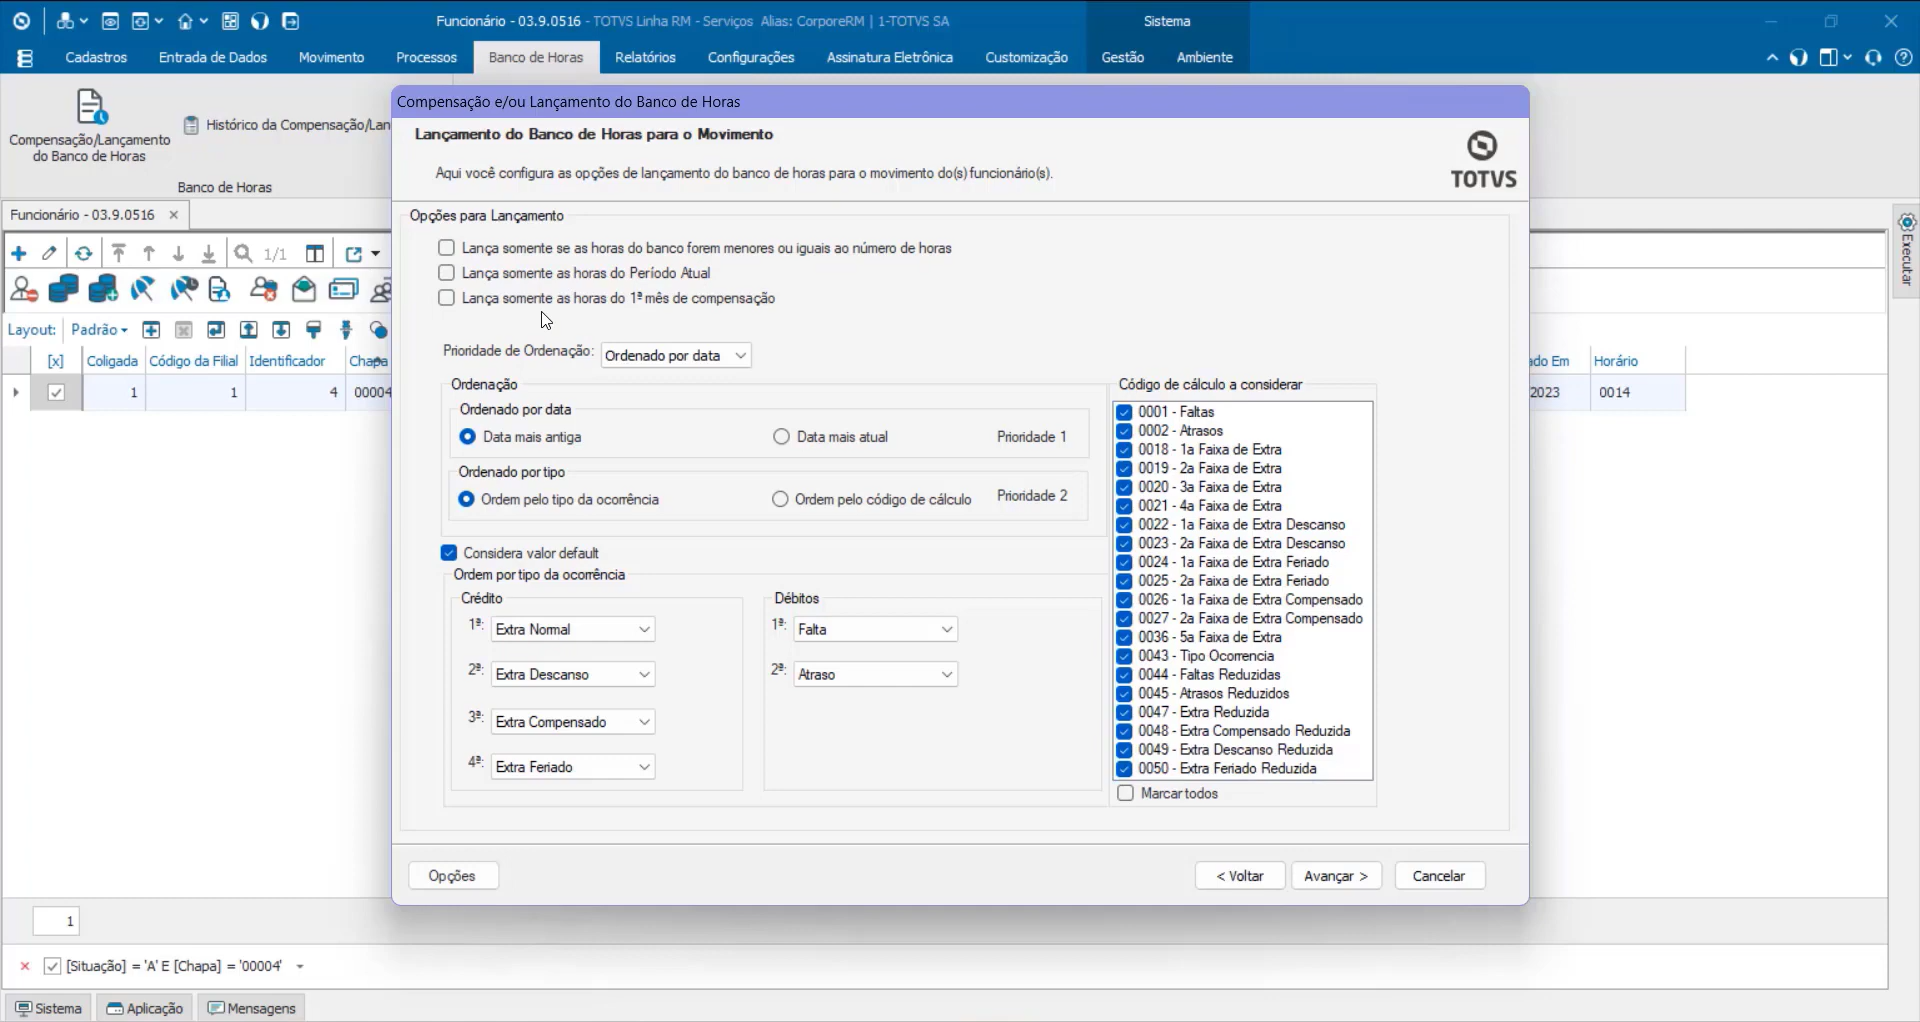 Funcionário - 03.9.0516 - TOTVS Linha RM - Serviços Alias: CorporeRM | 1-TOTVS SA
Sistema
Cadastros
Entrada de Dados
Movimento
Processos
Banco de Horas
Relatórios
Configurações
Assinatura Eletrônica
Customização
Gestão
Ambiente
Compensação/Lançamento
do Banco de Horas
Histórico da Compensação/Lan
Banco de Horas
Funcionário - 03.9.0516
1/1
Layout: Padrão
[x]
Coligada
Código da Filial
Identificador
Chapa
do Em
Horário
1
1
4
00004
2023
0014
Executar
Compensação e/ou Lançamento do Banco de Horas
Lançamento do Banco de Horas para o Movimento
Aqui você configura as opções de lançamento do banco de horas para o movimento do(s) funcionário(s).
TOTVS
Opções para Lançamento
Lança somente se as horas do banco forem menores ou iguais ao número de horas
Lança somente as horas do Período Atual
Lança somente as horas do 1ª mês de compensação
Prioridade de Ordenação: Ordenado por data
Ordenação
Ordenado por data
Data mais antiga
Data mais atual
Prioridade 1
Ordenado por tipo
Ordem pelo tipo da ocorrência
Ordem pelo código de cálculo
Prioridade 2
Considera valor default
Ordem por tipo da ocorrência
Crédito
1ª: Extra Normal
2ª: Extra Descanso
3ª: Extra Compensado
4ª: Extra Feriado
Débitos
1ª: Falta
2ª: Atraso
Código de cálculo a considerar
0001 - Faltas
0002 - Atrasos
0018 - 1a Faixa de Extra
0019 - 2a Faixa de Extra
0020 - 3a Faixa de Extra
0021 - 4a Faixa de Extra
0022 - 1a Faixa de Extra Descanso
0023 - 2a Faixa de Extra Descanso
0024 - 1a Faixa de Extra Feriado
0025 - 2a Faixa de Extra Feriado
0026 - 1a Faixa de Extra Compensado
0027 - 2a Faixa de Extra Compensado
0036 - 5a Faixa de Extra
0043 - Tipo Ocorrencia
0044 - Faltas Reduzidas
0045 - Atrasos Reduzidos
0047 - Extra Reduzida
0048 - Extra Compensado Reduzida
0049 - Extra Descanso Reduzida
0050 - Extra Feriado Reduzida
Marcar todos
Opções
< Voltar
Avançar >
Cancelar
1
[Situação] = 'A' E [Chapa] = '00004'
Sistema
Aplicação
Mensagens